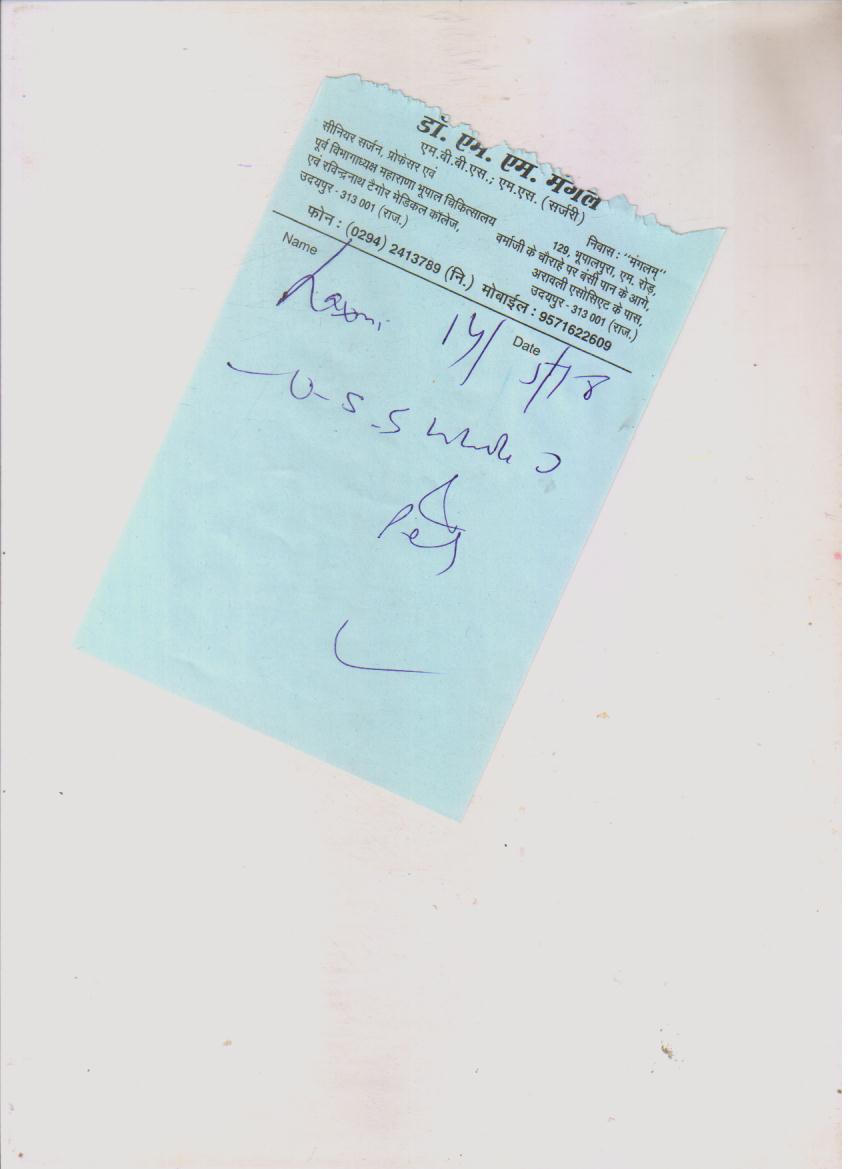 डॉ. एम. एम. मंगल
एम.बी.बी.एस.; एम.एस. (सर्जरी)
सीनियर सर्जन, प्रोफेसर एवं
पूर्व विभागाध्यक्ष महाराणा भूपाल चिकित्सालय
एवं रविन्द्रनाथ टैगोर मेडिकल कॉलेज,
उदयपुर - 313 001 (राज.)
निवास : "मंगलम्"
129, भूपालपुरा, एम. रोड़,
वर्माजी के चौराहे पर बंसी पान के आगे,
अरावली एसोसिएट के पास,
उदयपुर - 313 001 (राज.)
फोन : (0294) 2413789 (नि.) मोबाईल : 9571622609
Name Laxmi Date 14/5/18
U-S-S whole